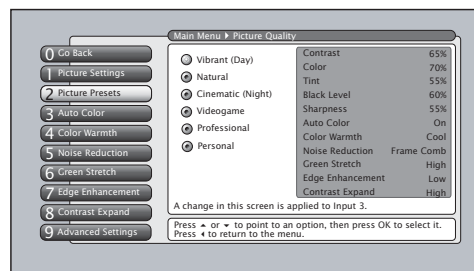 Main Menu ▶ Picture Quality
0 Go Back
1 Picture Settings
2 Picture Presets
3 Auto Color
4 Color Warmth
5 Noise Reduction
6 Green Stretch
7 Edge Enhancement
8 Contrast Expand
9 Advanced Settings
Vibrant (Day)
Natural
Cinematic (Night)
Videogame
Professional
Personal
Contrast 65%
Color 70%
Tint 55%
Black Level 60%
Sharpness 55%
Auto Color On
Color Warmth Cool
Noise Reduction Frame Comb
Green Stretch High
Edge Enhancement Low
Contrast Expand High
A change in this screen is applied to Input 3.
Press ▲ or ▼ to point to an option, then press OK to select it.
Press ◀ to return to the menu.